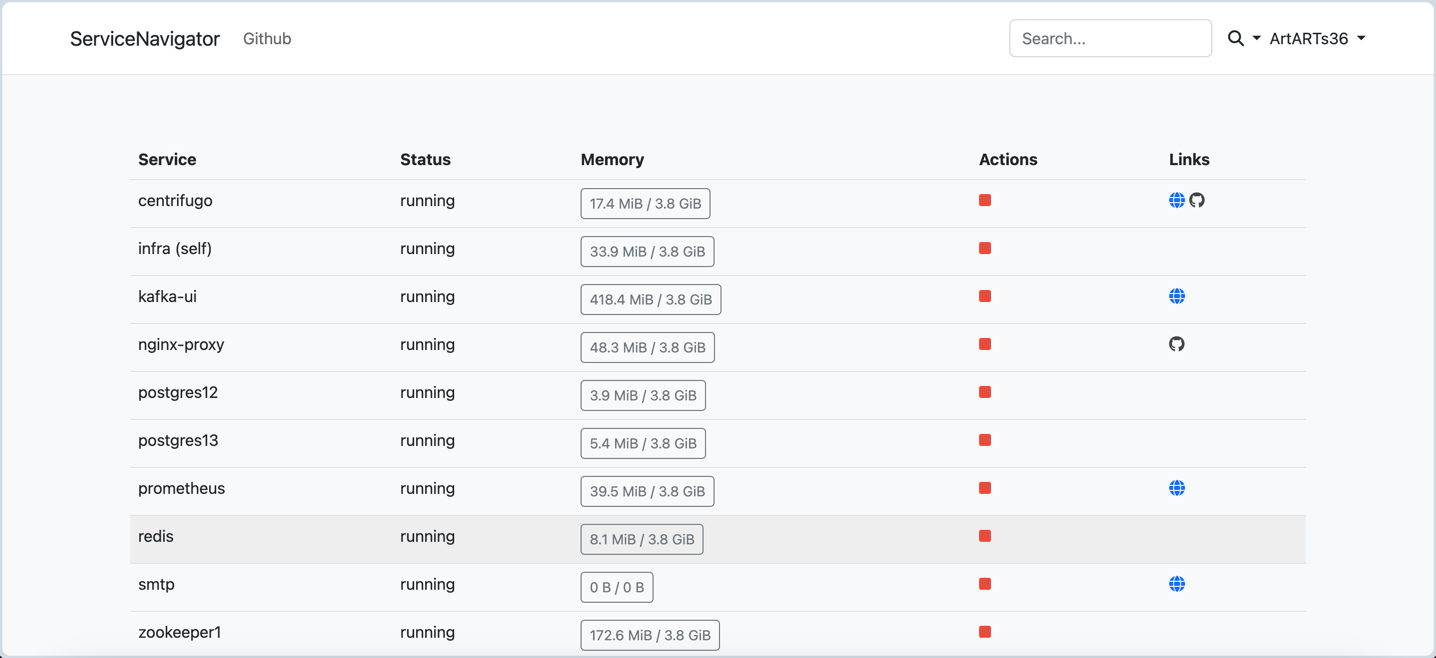 ServiceNavigator Github Search... ArtARTs36
Service Status Memory Actions Links
centrifugo running 17.4 MiB / 3.8 GiB
infra (self) running 33.9 MiB / 3.8 GiB
kafka-ui running 418.4 MiB / 3.8 GiB
nginx-proxy running 48.3 MiB / 3.8 GiB
postgres12 running 3.9 MiB / 3.8 GiB
postgres13 running 5.4 MiB / 3.8 GiB
prometheus running 39.5 MiB / 3.8 GiB
redis running 8.1 MiB / 3.8 GiB
smtp running 0 B / 0 B
zookeeper1 running 172.6 MiB / 3.8 GiB